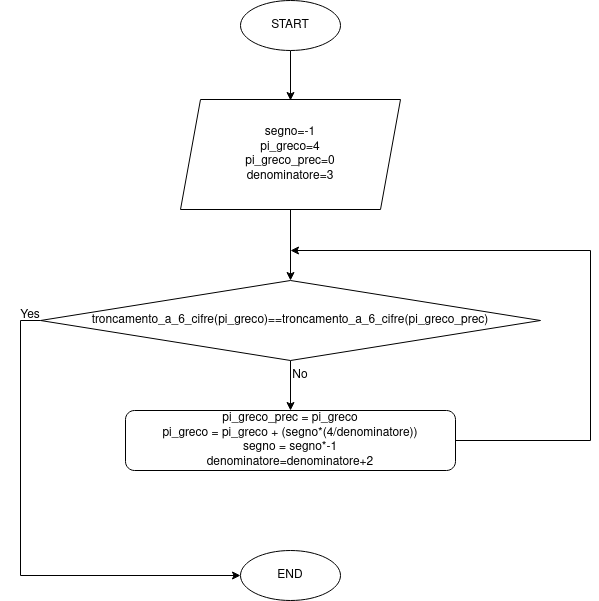 START
segno=-1
pi_greco=4
pi_greco_prec=0
denominatore=3
Yes
troncamento_a_6_cifre(pi_greco)==troncamento_a_6_cifre(pi_greco_prec)
No
pi_greco_prec = pi_greco
pi_greco = pi_greco + (segno*(4/denominatore))
segno = segno*-1
denominatore=denominatore+2
END